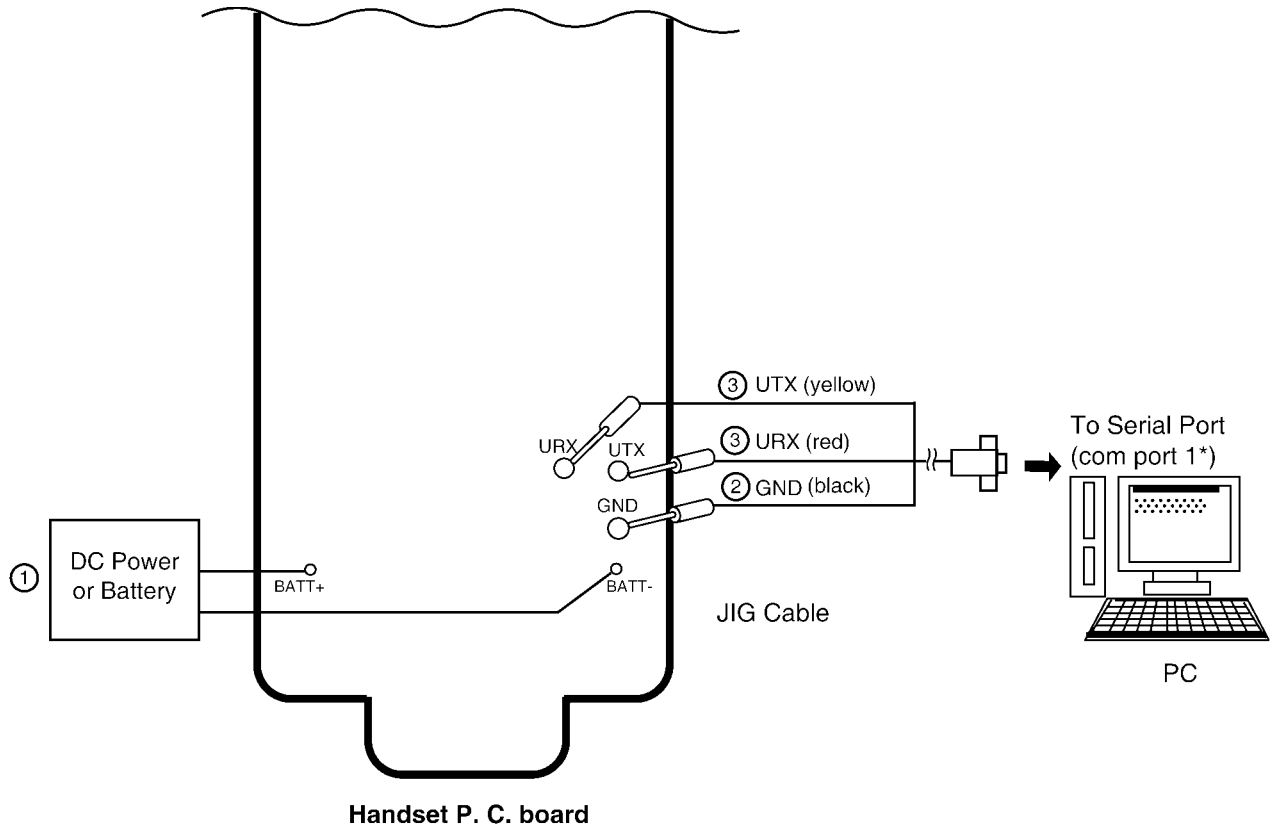 ③ UTX (yellow)
URX
UTX
③ URX (red)
② GND (black)
GND
To Serial Port
(com port 1*)
① DC Power
or Battery
BATT+
BATT-
JIG Cable
PC
Handset P. C. board